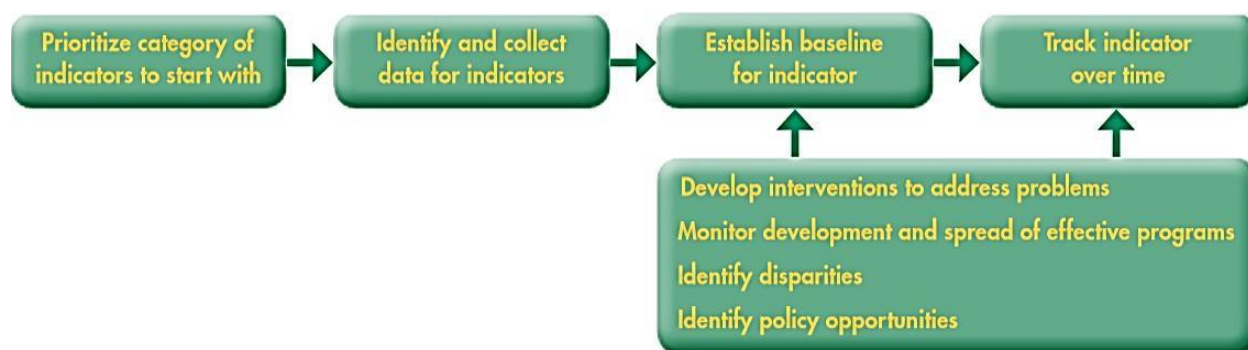 Prioritize category of
indicators to start with
Identify and collect
data for indicators
Establish baseline
for indicator
Track indicator
over time
Develop interventions to address problems
Monitor development and spread of effective programs
Identify disparities
Identify policy opportunities